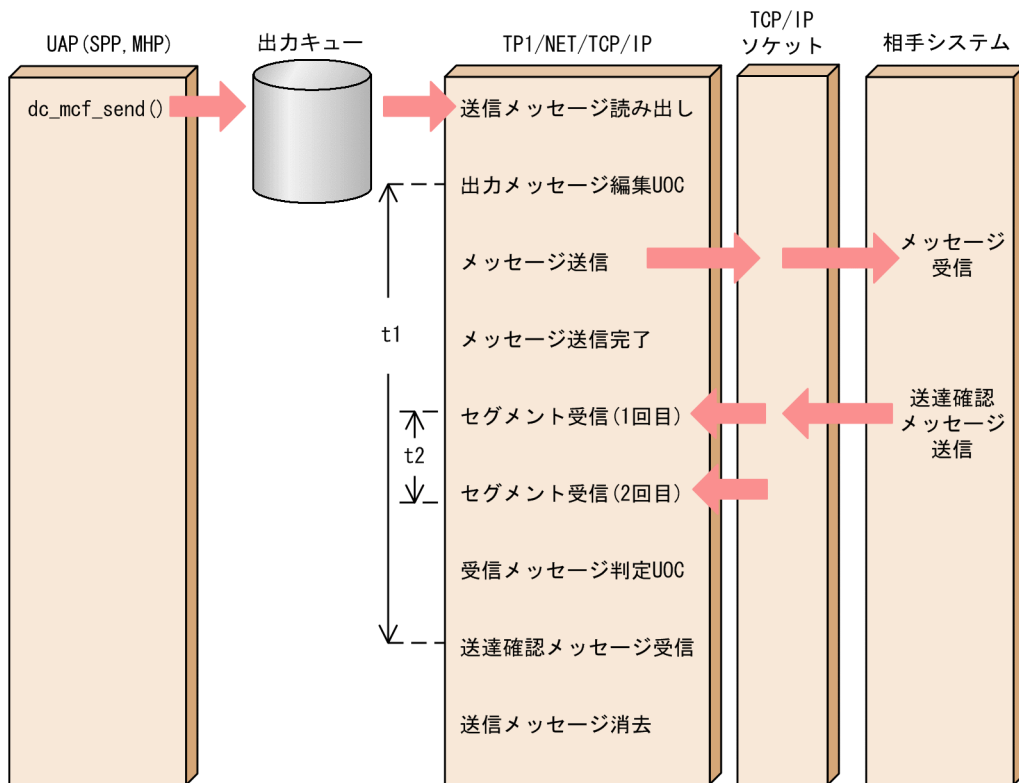 UAP(SPP,MHP)
出力キュー
TP1/NET/TCP/IP
TCP/IP
ソケット
相手システム
dc_mcf_send()
送信メッセージ読み出し
出力メッセージ編集UOC
メッセージ送信
メッセージ
受信
t1
メッセージ送信完了
セグメント受信(1回目)
送達確認
メッセージ
送信
t2
セグメント受信(2回目)
受信メッセージ判定UOC
送達確認メッセージ受信
送信メッセージ消去